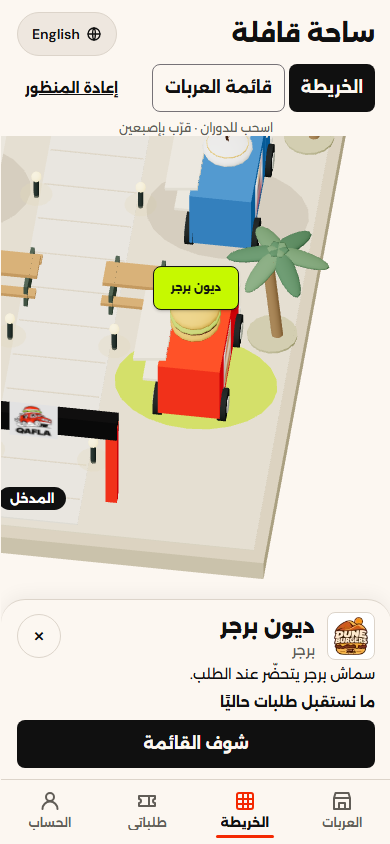 ساحة قافلة
English
الخريطة
قائمة العربات
إعادة المنظور
اسحب للدوران · قرّب بإصبعين
ديون برجر
QAFLA
المدخل
ديون برجر
برجر
DUNE
BURGERS
سماش برجر يتحضّر عند الطلب.
ما نستقبل طلبات حاليًا
شوف القائمة
العربات
الخريطة
طلباتي
الحساب